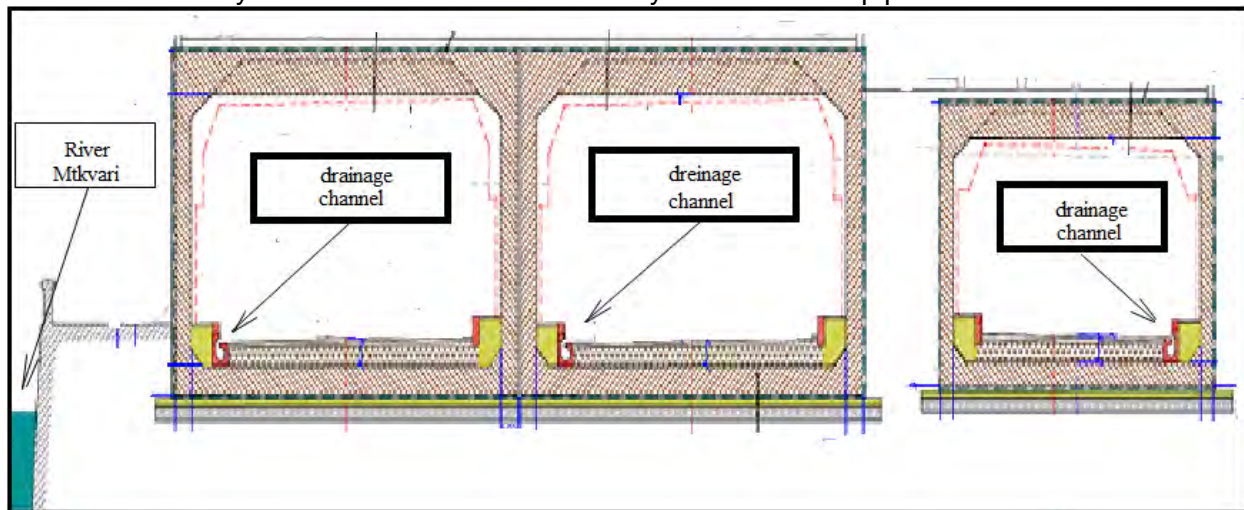 River
Mtkvari
drainage
channel
dreinage
channel
drainage
channel